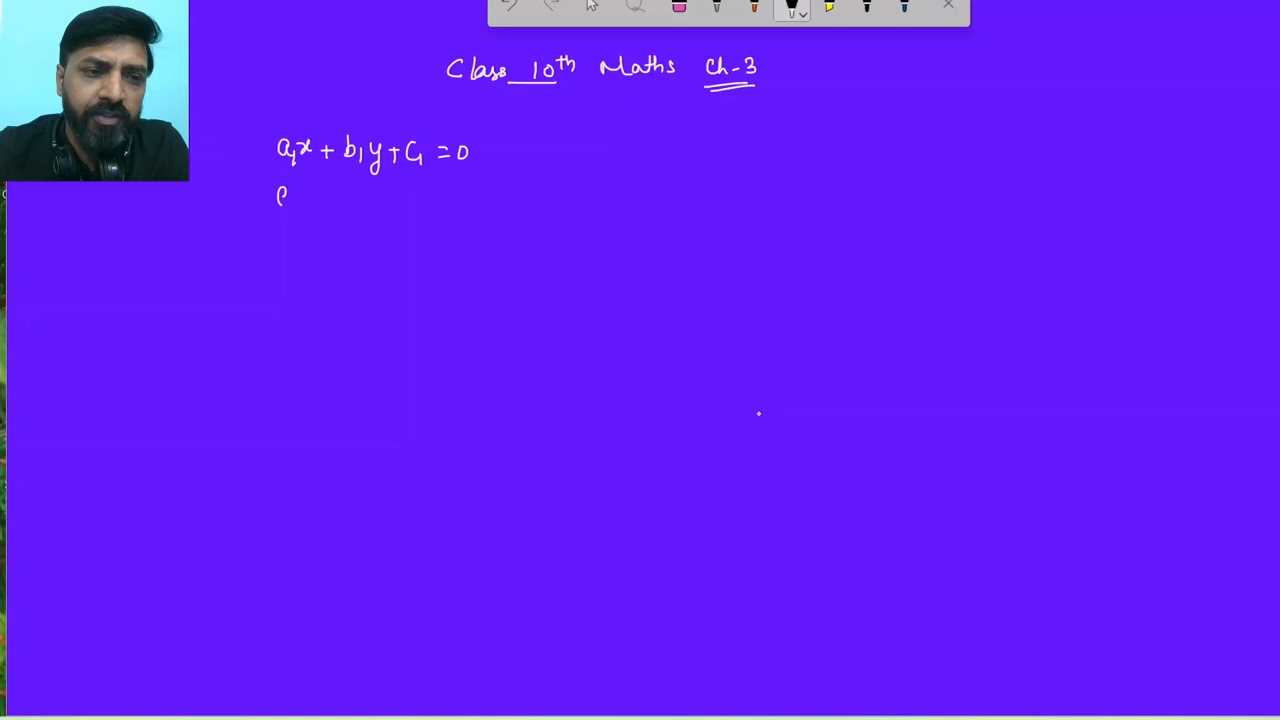 Class 10th Maths Ch-3
a₁x + b₁y + C₁ = 0